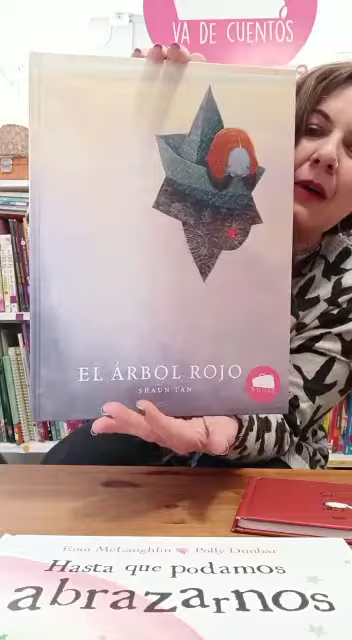 VA DE CUENTOS
EL ÁRBOL ROJO
SHAUN TAN
Eoin McLaughlin Polly Dunbar
Hasta que podamos
abrazarnos